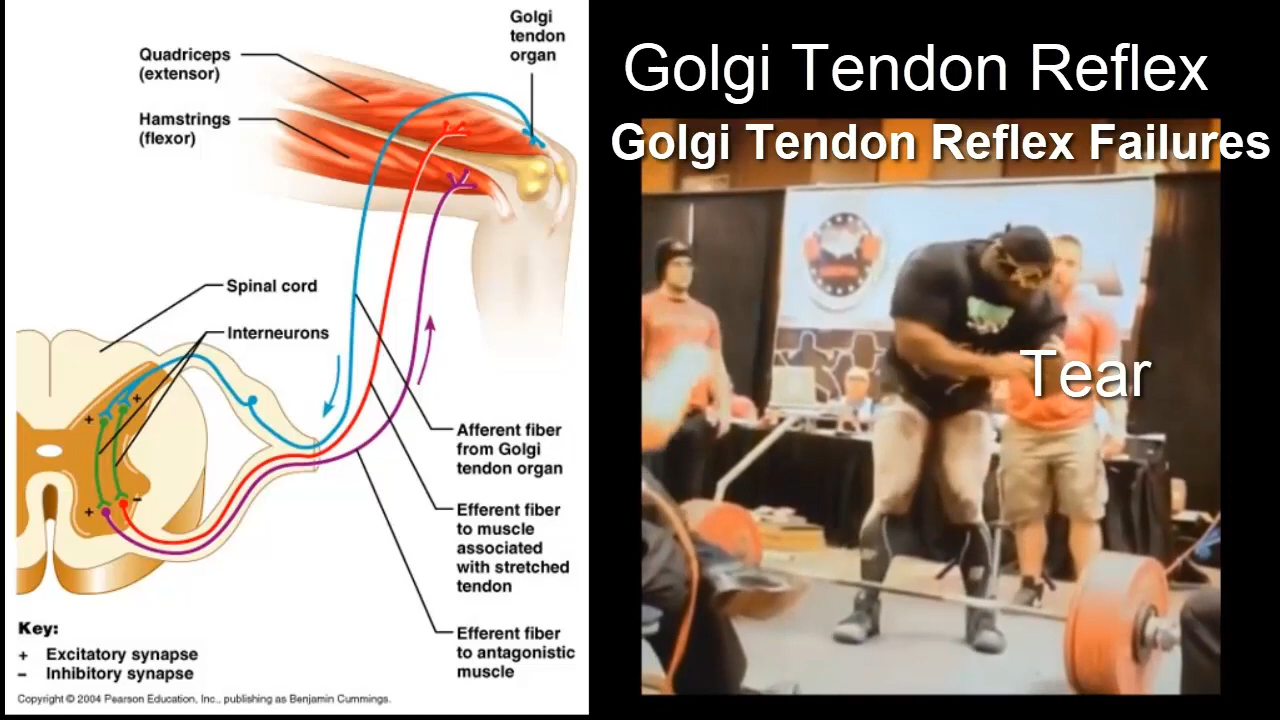 Golgi
tendon
organ
Quadriceps
(extensor)
Hamstrings
(flexor)
Spinal cord
Interneurons
+
+
+
–
Afferent fiber
from Golgi
tendon organ
Efferent fiber
to muscle
associated
with stretched
tendon
Efferent fiber
to antagonistic
muscle
Key:
+ Excitatory synapse
– Inhibitory synapse
Copyright © 2004 Pearson Education, Inc., publishing as Benjamin Cummings.
Golgi Tendon Reflex
Golgi Tendon Reflex Failures
Tear